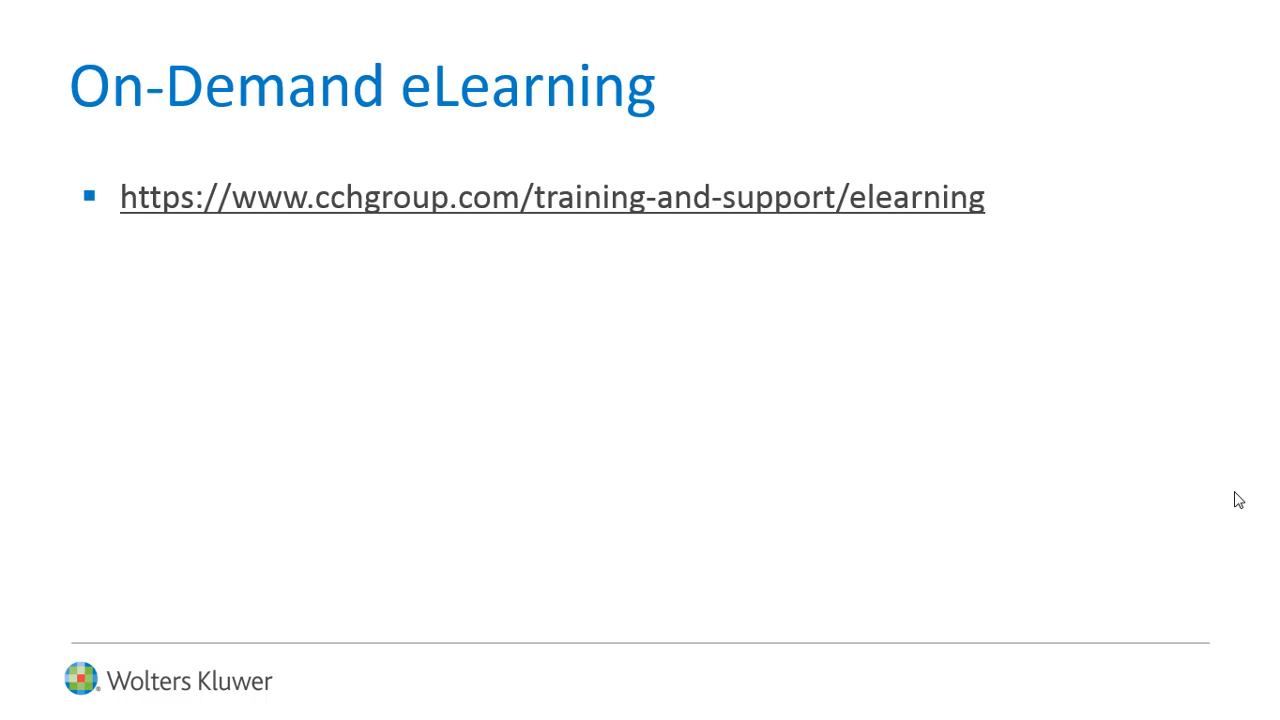 On-Demand eLearning
https://www.cchgroup.com/training-and-support/elearning
Wolters Kluwer